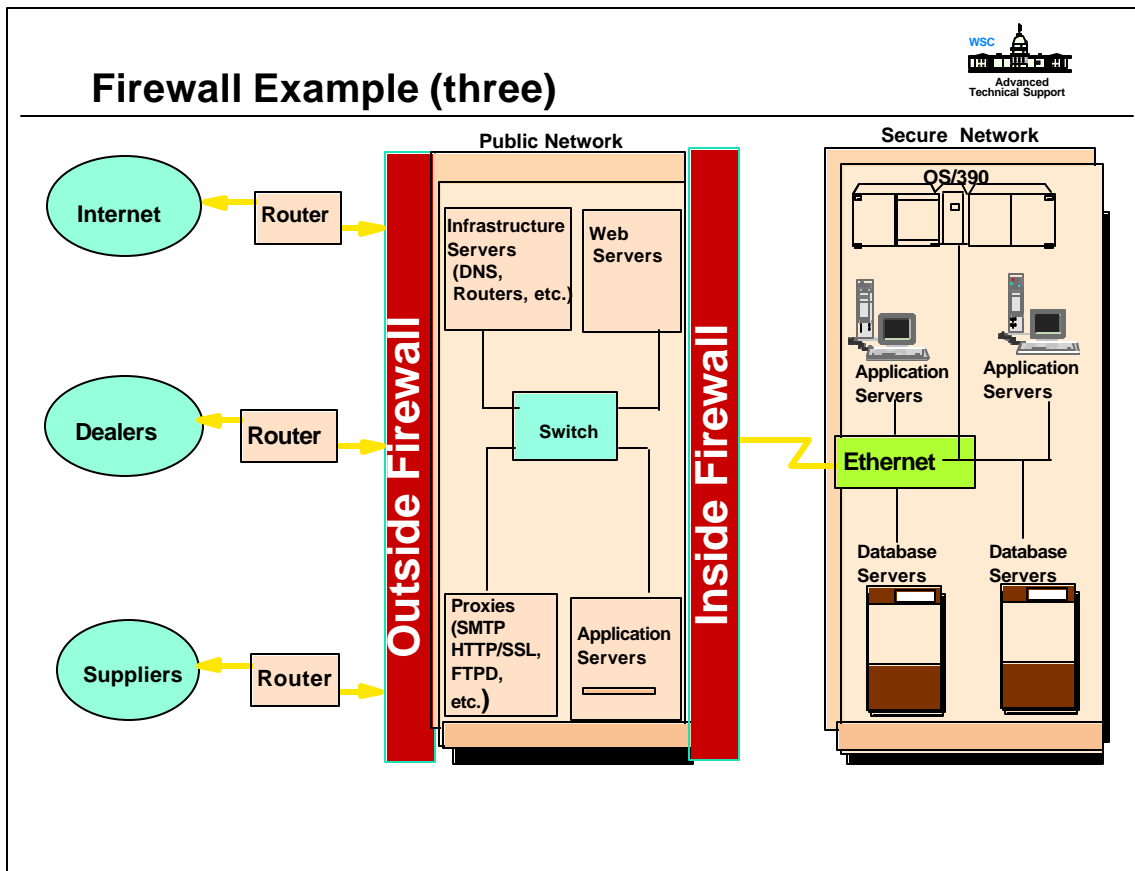 WSC
Advanced
Technical Support
Firewall Example (three)
Public Network
Secure Network
Internet
Router
Dealers
Router
Suppliers
Router
Outside Firewall
Infrastructure
Servers
(DNS,
Routers, etc.)
Web
Servers
Switch
Proxies
(SMTP
HTTP/SSL,
FTPD,
etc.)
Application
Servers
Inside Firewall
OS/390
Application
Servers
Application
Servers
Ethernet
Database
Servers
Database
Servers